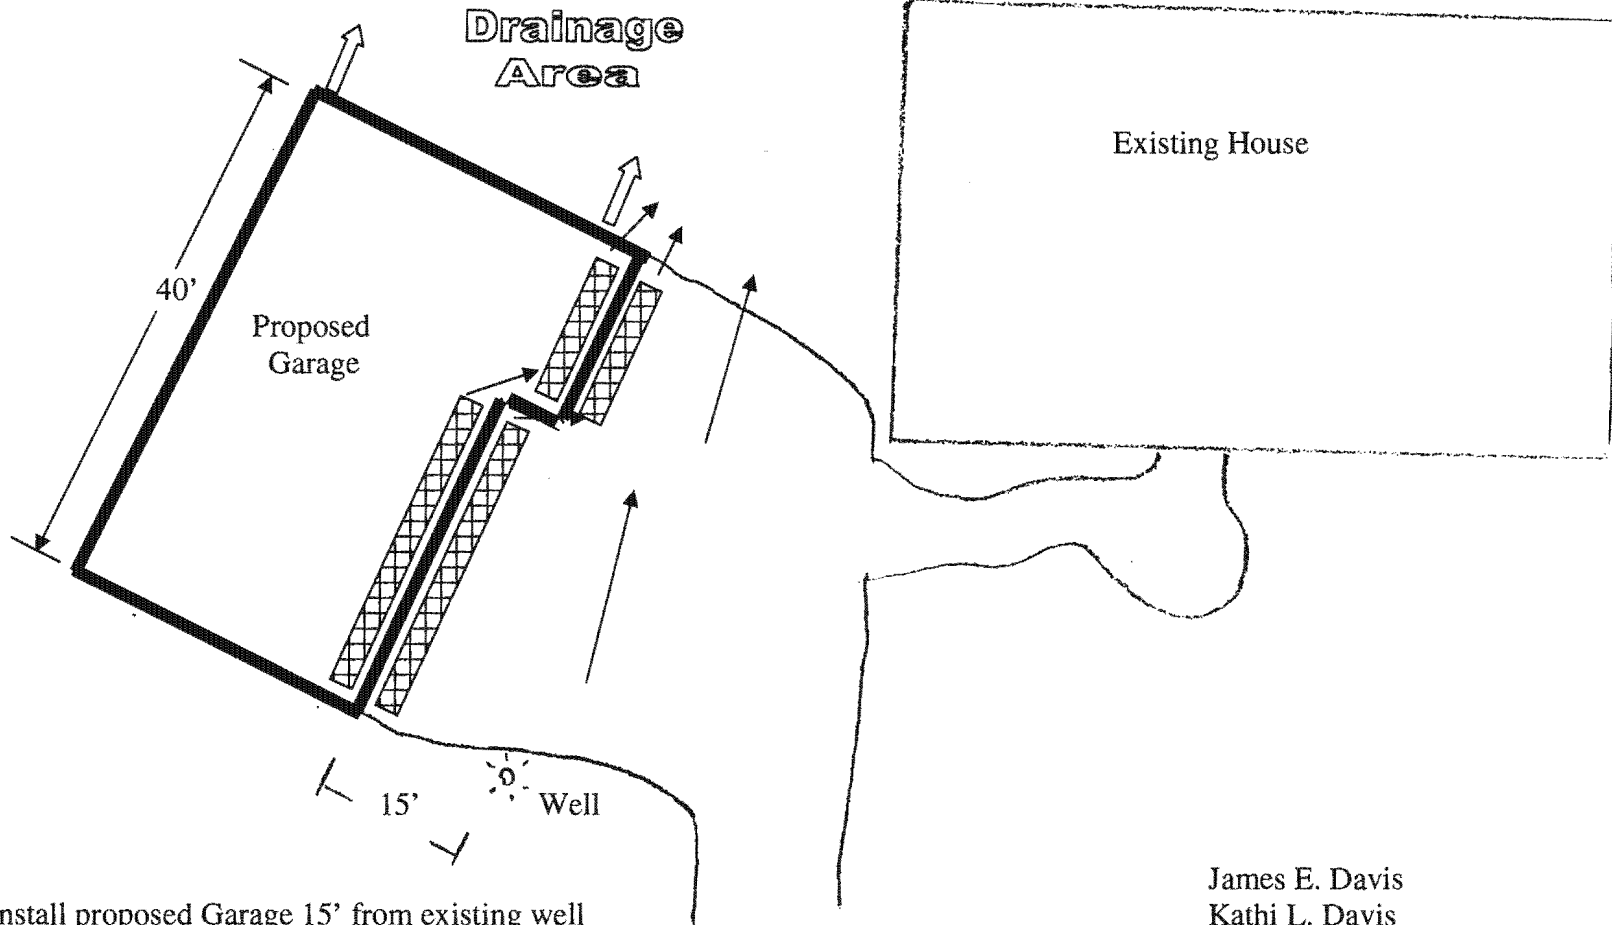 Drainage
Area
Existing House
40’
Proposed
Garage
15’
Well
nstall proposed Garage 15’ from existing well
James E. Davis
Kathi L. Davis